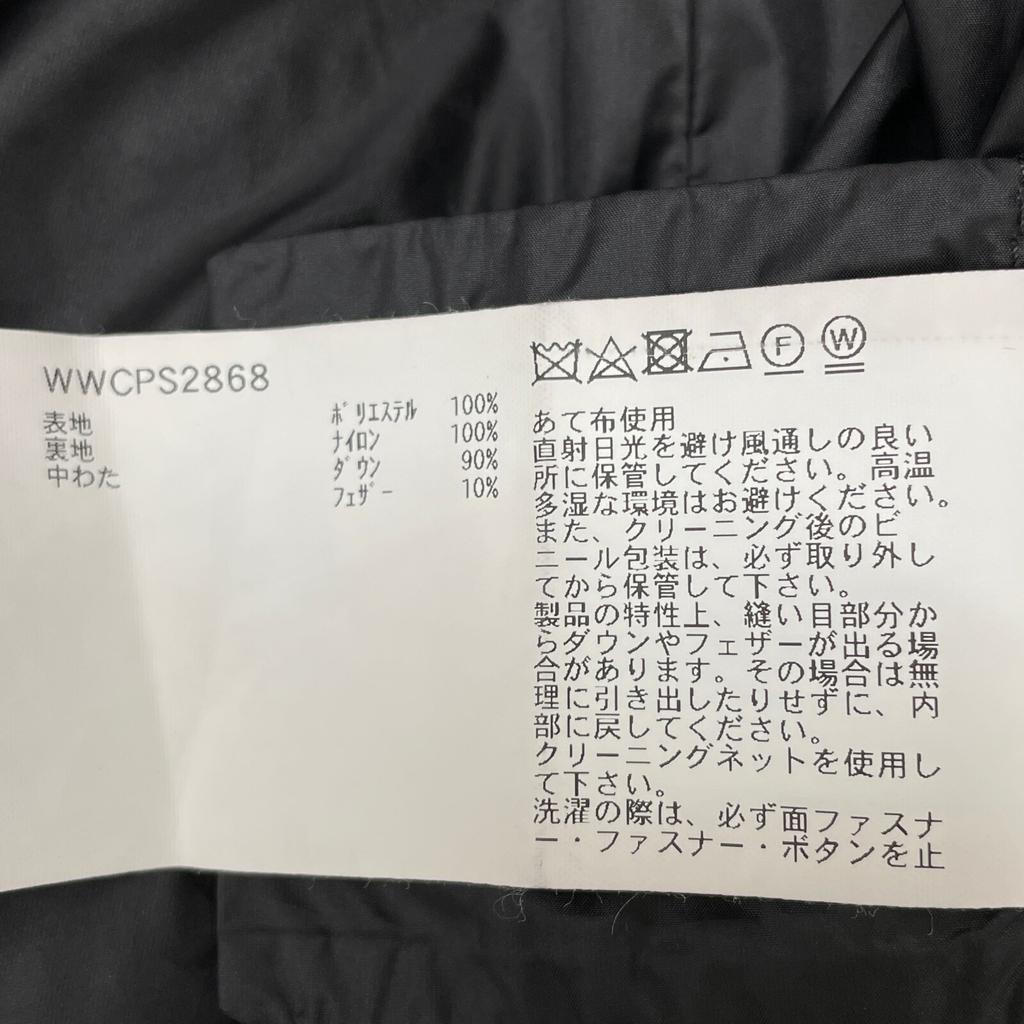 WWCPS2868
表地 ポリエステル 100%
裏地 ナイロン 100%
中わた ダウン 90%
フェザー 10%
F W
あて布使用
直射日光を避け風通しの良い
所に保管してください。高温
多湿な環境はお避けください。
また、クリーニング後のビ
ニール包装は、必ず取り外し
てから保管して下さい。
製品の特性上、縫い目部分か
らダウンやフェザーが出る場
合があります。その場合は無
理に引き出したりせずに、内
部に戻してください。
クリーニングネットを使用し
て下さい。
洗濯の際は、必ず面ファスナ
ー・ファスナー・ボタンを止